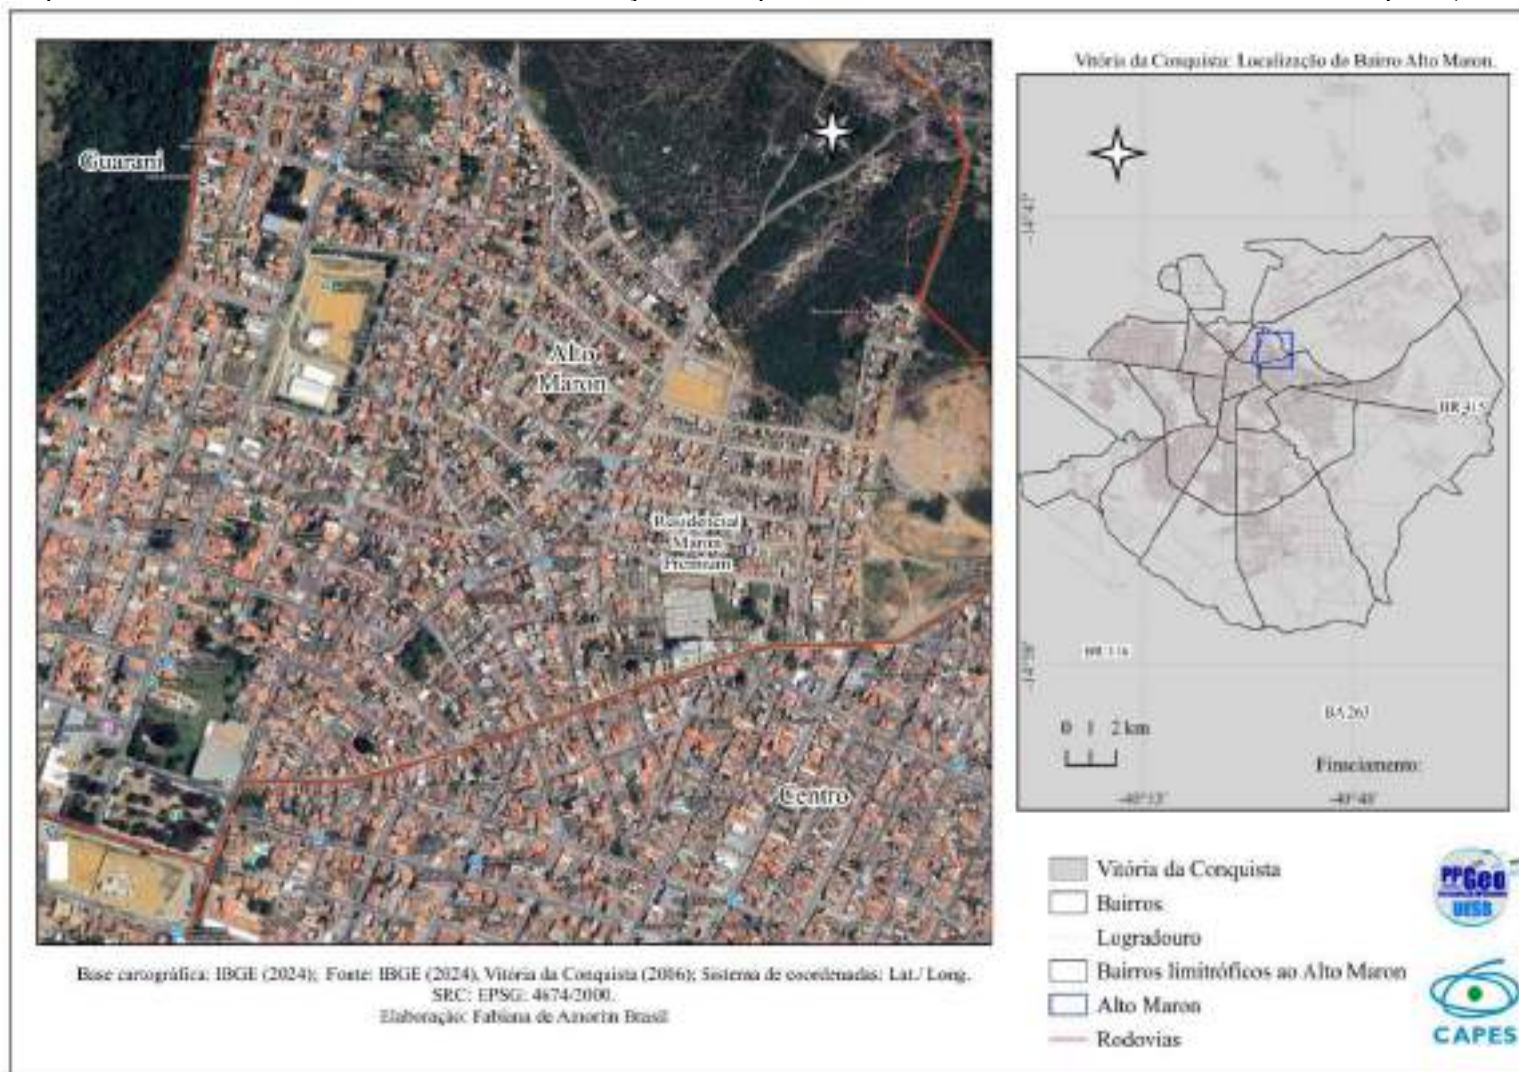 Guarani
Alto
Maron
Residencial
Maron
Premium
Centro
Base cartográfica: IBGE (2024); Fonte: IBGE (2024), Vitória da Conquista (2006); Sistema de coordenadas: Lat./ Long.
SRC: EPSG: 4674/2000.
Elaboração: Fabiana de Amorim Brasil
Vitória da Conquista: Localização do Bairro Alto Maron.
BR 415
BR 116
BA 263
0 1 2 km
Finaciamento:
Vitória da Conquista
Bairros
Logradouro
Bairros limitróficos ao Alto Maron
Alto Maron
Rodovias
PPGeo
UESB
CAPES